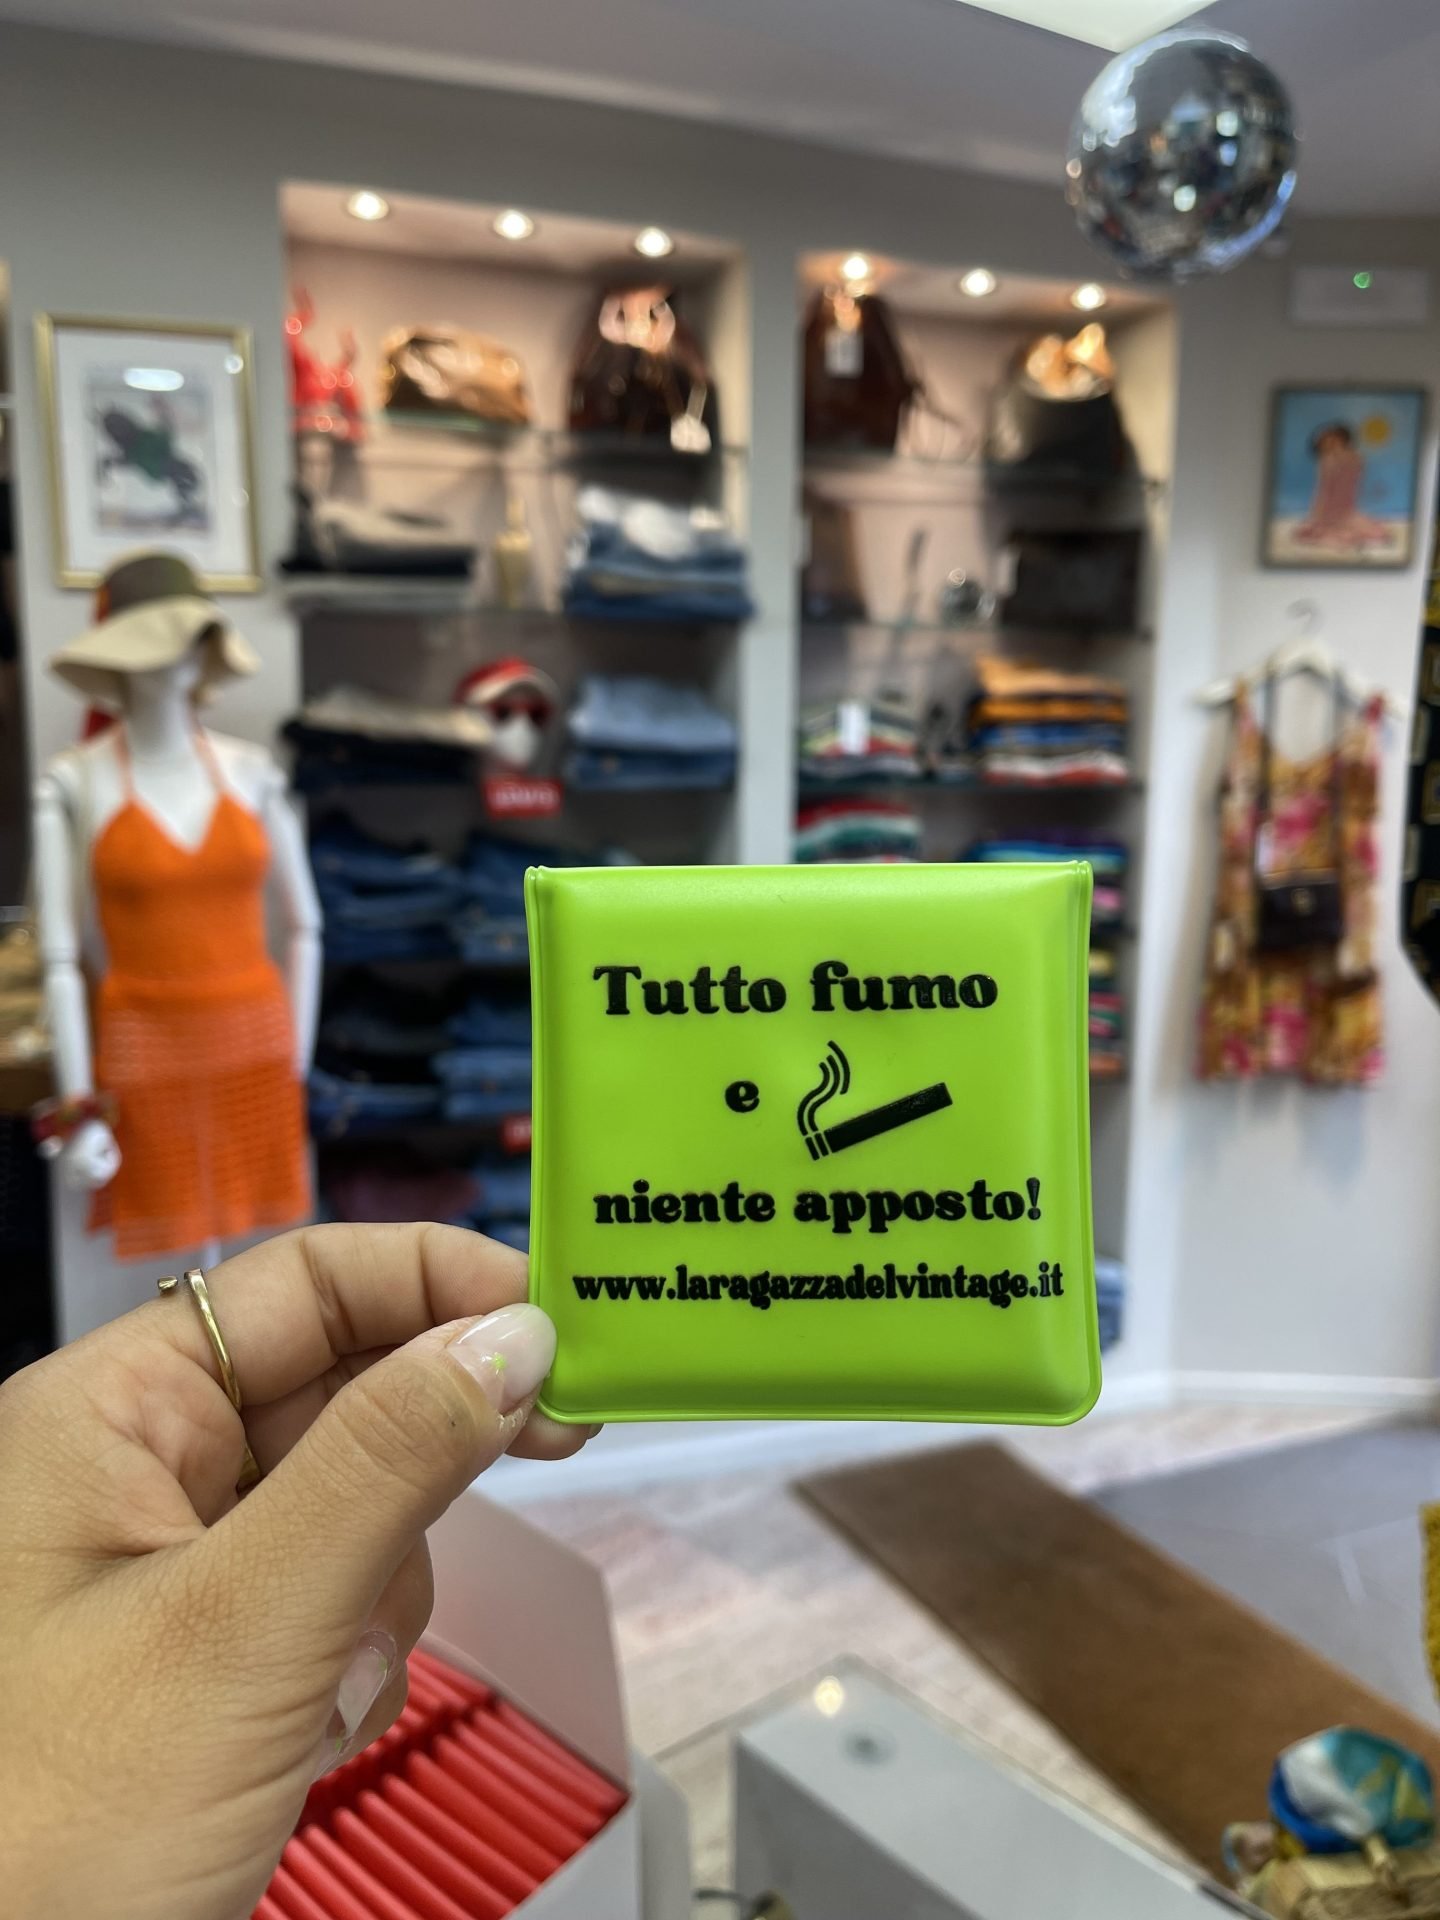 Tutto fumo
e
niente apposto!
www.laragazzadelvintage.it